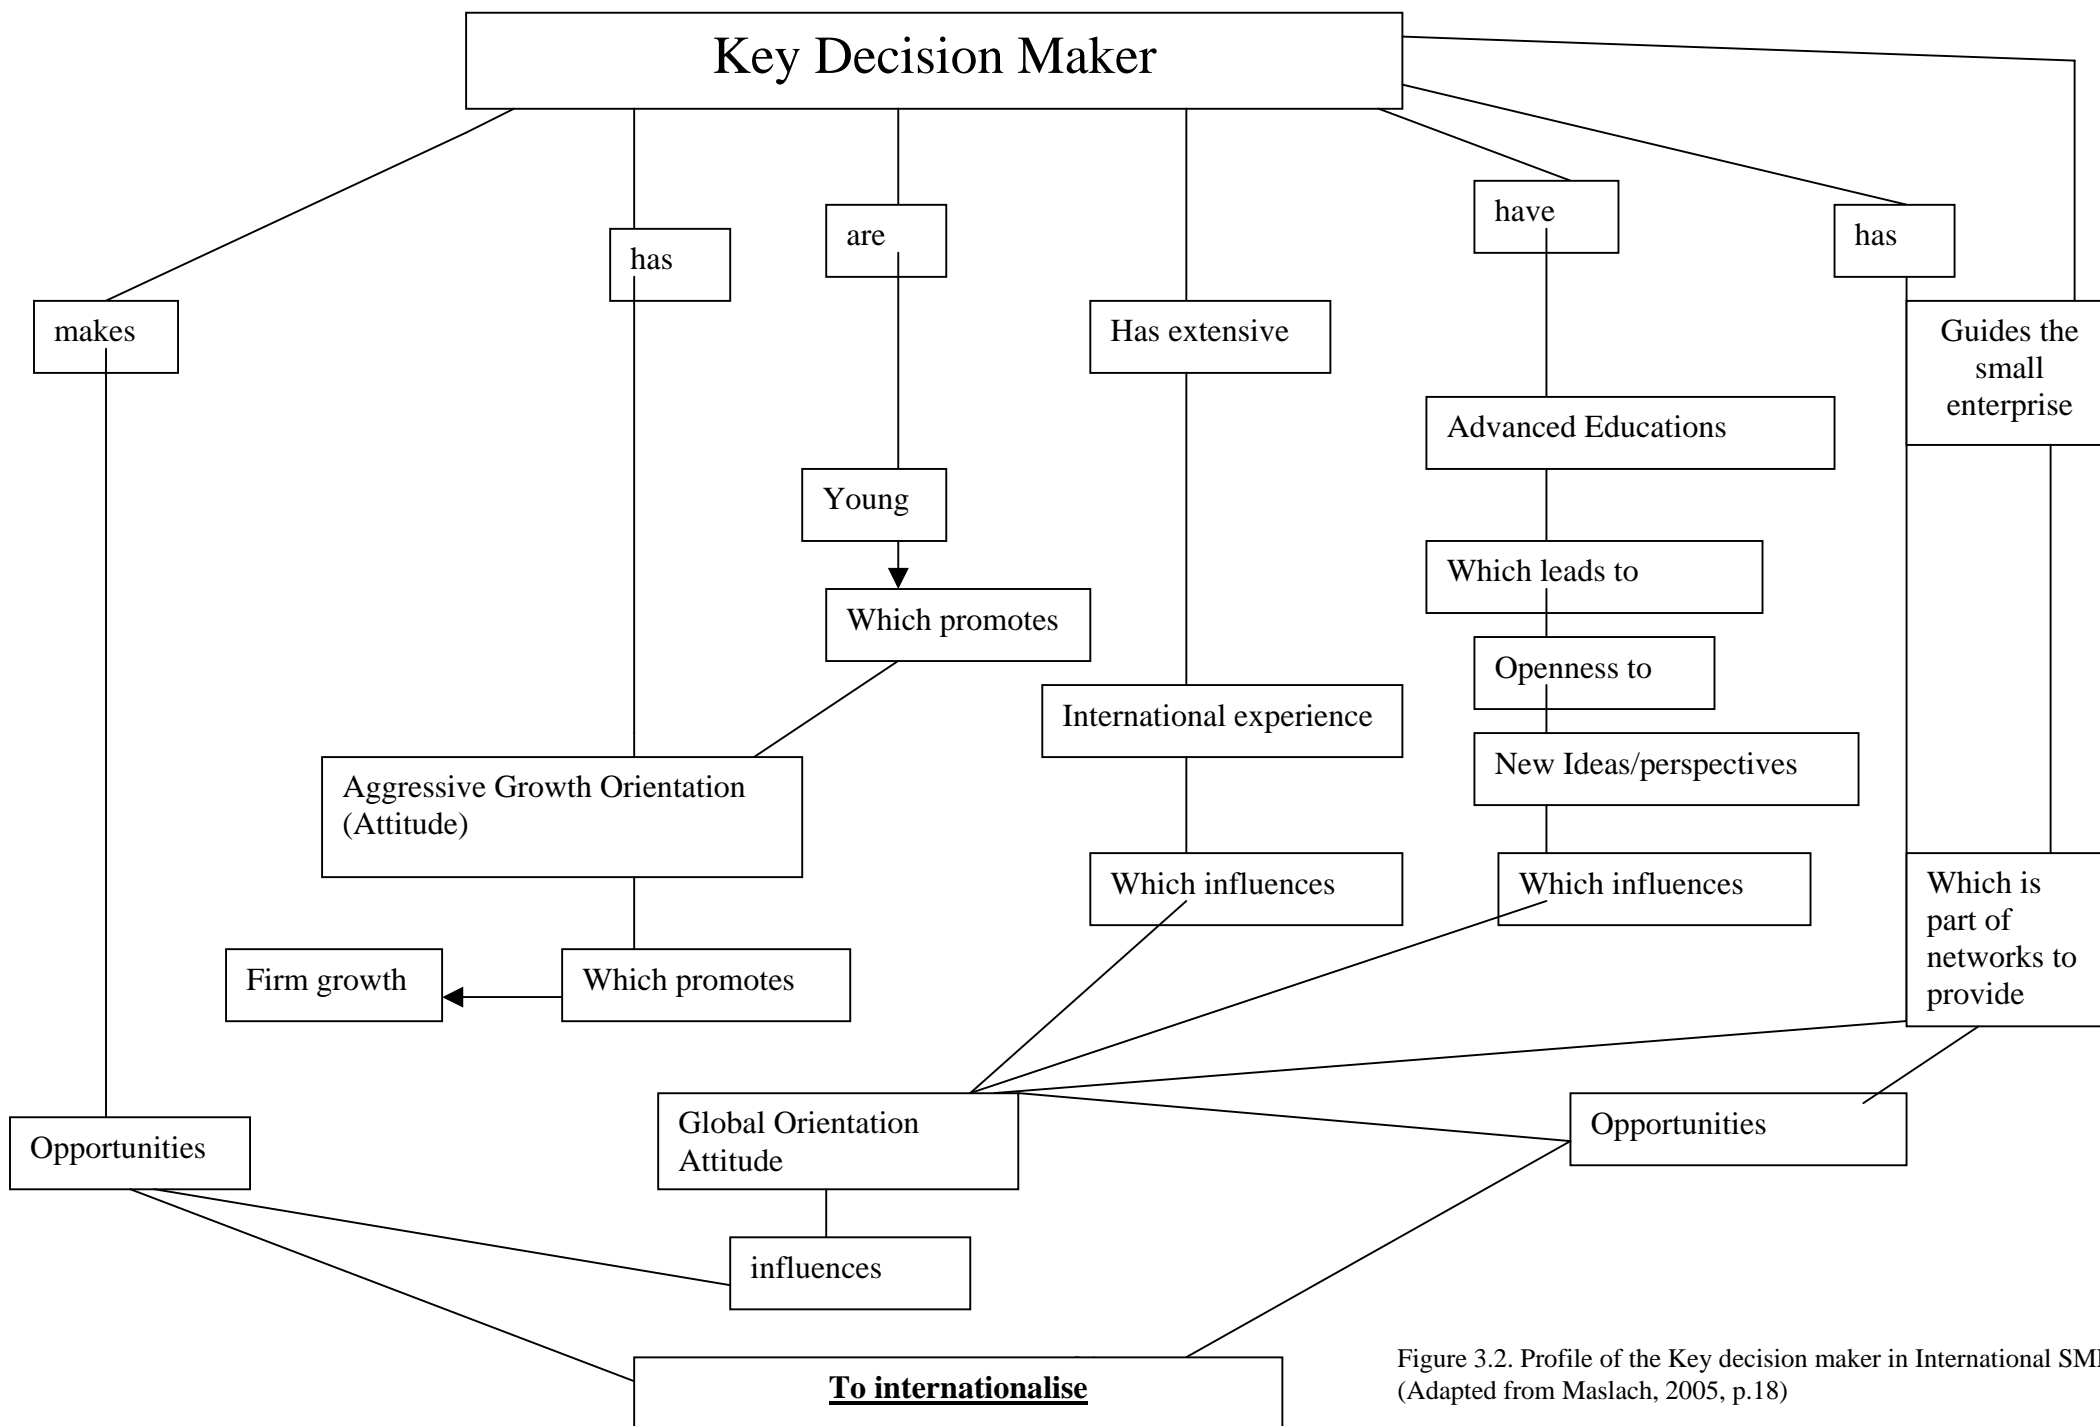 Key Decision Maker
have
are
has
has
makes
Has extensive
Guides the
small
enterprise
Advanced Educations
Young
Which leads to
Which promotes
Openness to
International experience
New Ideas/perspectives
Aggressive Growth Orientation
(Attitude)
Which influences
Which influences
Which is
part of
networks to
provide
Firm growth
Which promotes
Global Orientation
Attitude
Opportunities
Opportunities
influences
To internationalise
Figure 3.2. Profile of the Key decision maker in International
(Adapted from Maslach, 2005, p.18)